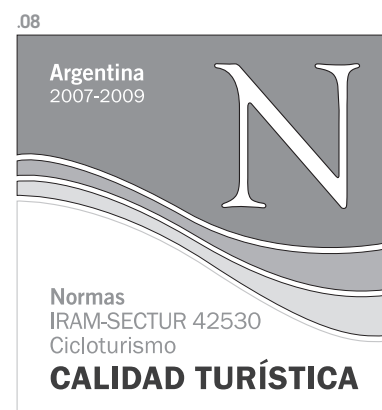 .08
Argentina
2007-2009
N
Normas
IRAM-SECTUR 42530
Cicloturismo
CALIDAD TURÍSTICA